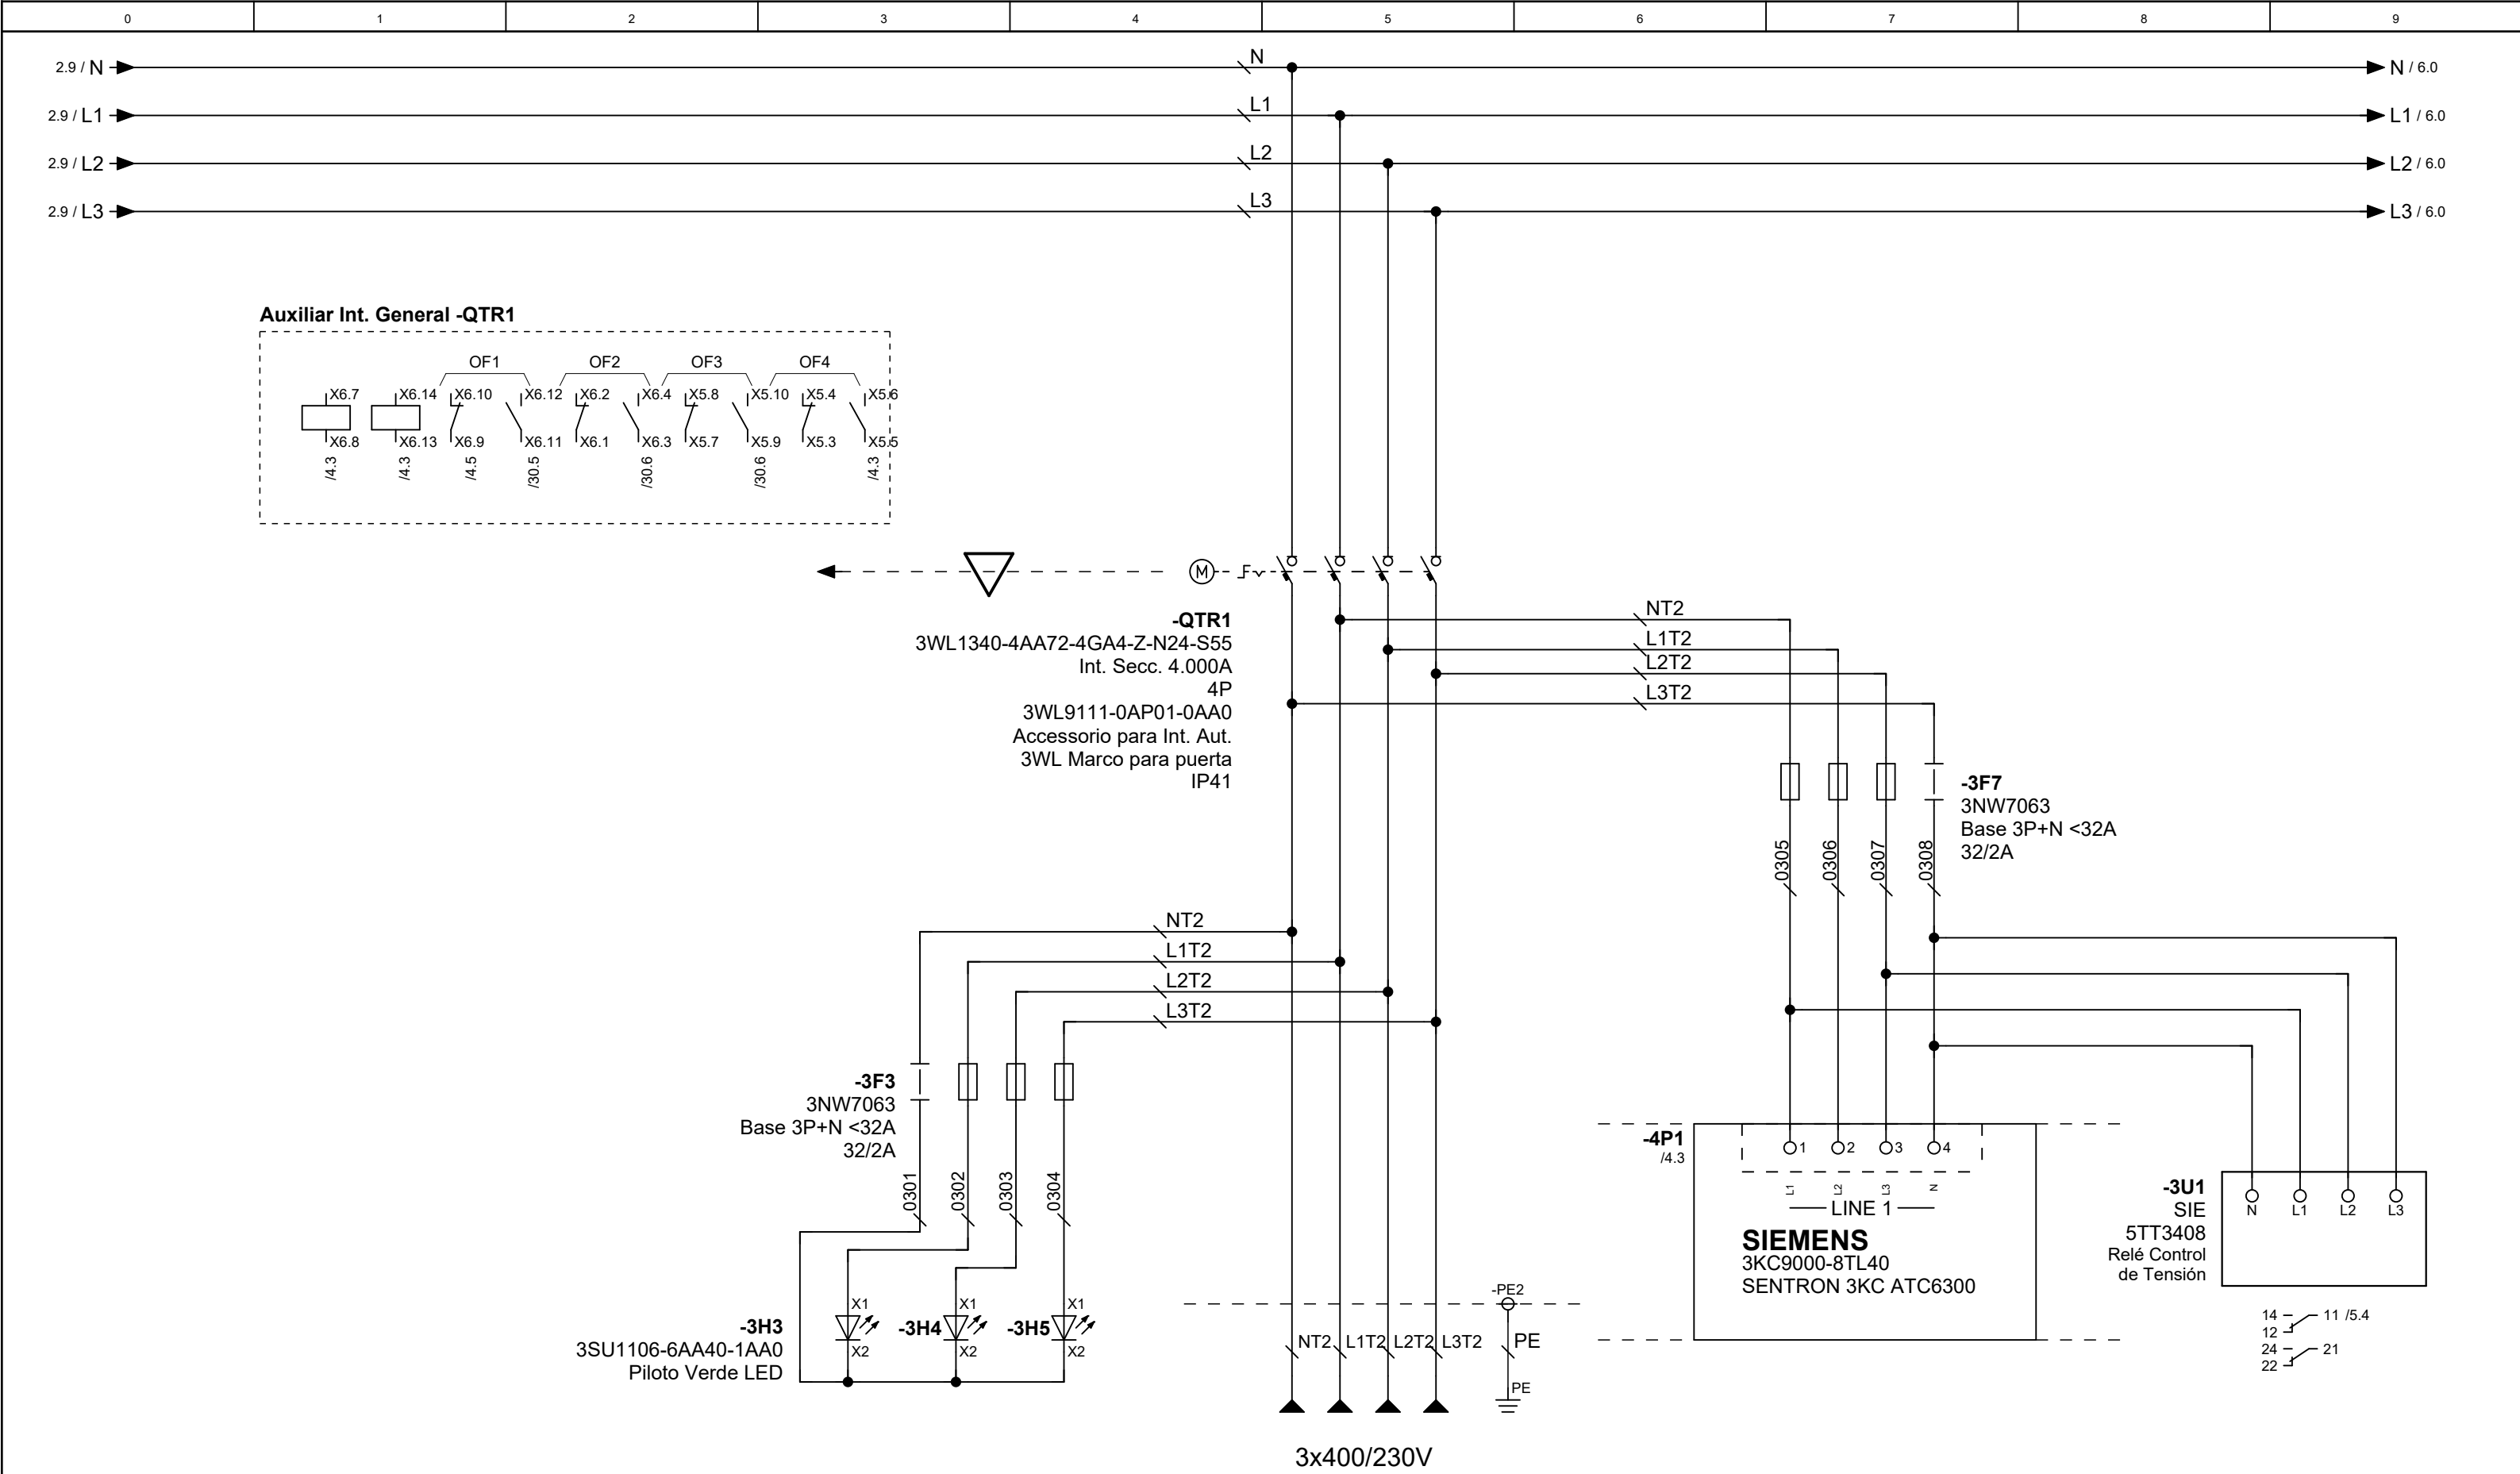 0 1 2 3 4 5 6 7 8 9
2.9 / N N N / 6.0
2.9 / L1 L1 L1 / 6.0
2.9 / L2 L2 L2 / 6.0
2.9 / L3 L3 L3 / 6.0
Auxiliar Int. General -QTR1
OF1 OF2 OF3 OF4
X6.7 X6.14 X6.10 X6.12 X6.2 X6.4 X5.8 X5.10 X5.4 X5.6
X6.8 X6.13 X6.9 X6.11 X6.1 X6.3 X5.7 X5.9 X5.3 X5.5
/4.3 /4.3 /4.5 /30.5 /30.6 /30.6 /4.3
M
-QTR1
3WL1340-4AA72-4GA4-Z-N24-S55
Int. Secc. 4.000A
4P
3WL9111-0AP01-0AA0
Accessorio para Int. Aut.
3WL Marco para puerta
IP41
NT2
L1T2
L2T2
L3T2
-3F7
3NW7063
Base 3P+N <32A
32/2A
0305 0306 0307 0308
NT2
L1T2
L2T2
L3T2
-3F3
3NW7063
Base 3P+N <32A
32/2A
0301 0302 0303 0304
X1 X1 X1
-3H3 -3H4 -3H5
X2 X2 X2
3SU1106-6AA40-1AA0
Piloto Verde LED
-PE2
NT2 L1T2 L2T2 L3T2 PE
PE
3x400/230V
-4P1
/4.3
1 2 3 4
L1 L2 L3 N
LINE 1
SIEMENS
3KC9000-8TL40
SENTRON 3KC ATC6300
-3U1
SIE
5TT3408
Relé Control
de Tensión
N L1 L2 L3
14 11 /5.4
12
24 21
22